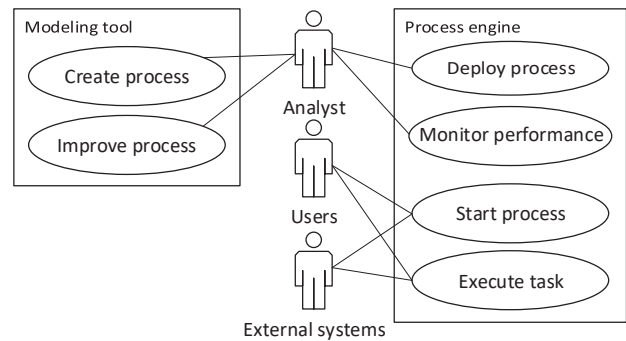 Modeling tool
Create process
Improve process
Analyst
Users
External systems
Process engine
Deploy process
Monitor performance
Start process
Execute task